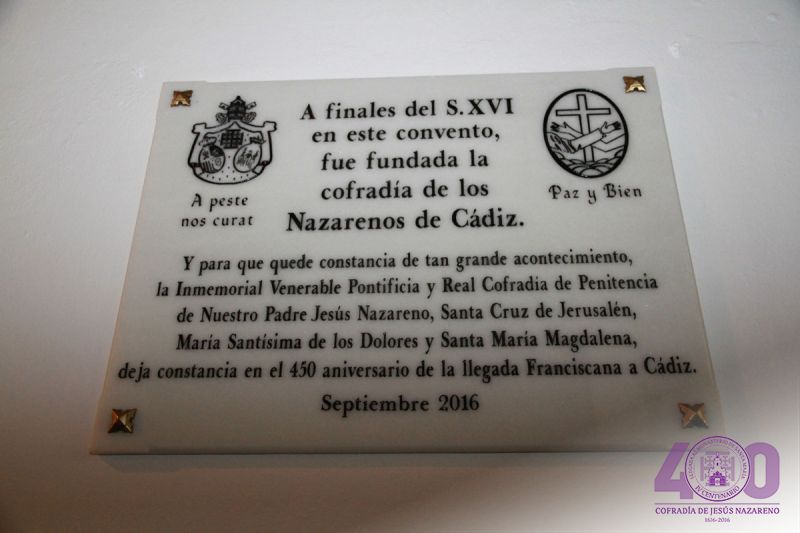 A finales del S.XVI
en este convento,
fue fundada la
cofradía de los
Nazarenos de Cádiz.
A peste
nos curat
Paz y Bien
Y para que quede constancia de tan grande acontecimiento,
la Inmemorial Venerable Pontificia y Real Cofradía de Penitencia
de Nuestro Padre Jesús Nazareno, Santa Cruz de Jerusalén,
María Santísima de los Dolores y Santa María Magdalena,
deja constancia en el 450 aniversario de la llegada Franciscana a Cádiz.
Septiembre 2016
400
IV CENTENARIO
COFRADÍA DE JESÚS NAZARENO
1616-2016